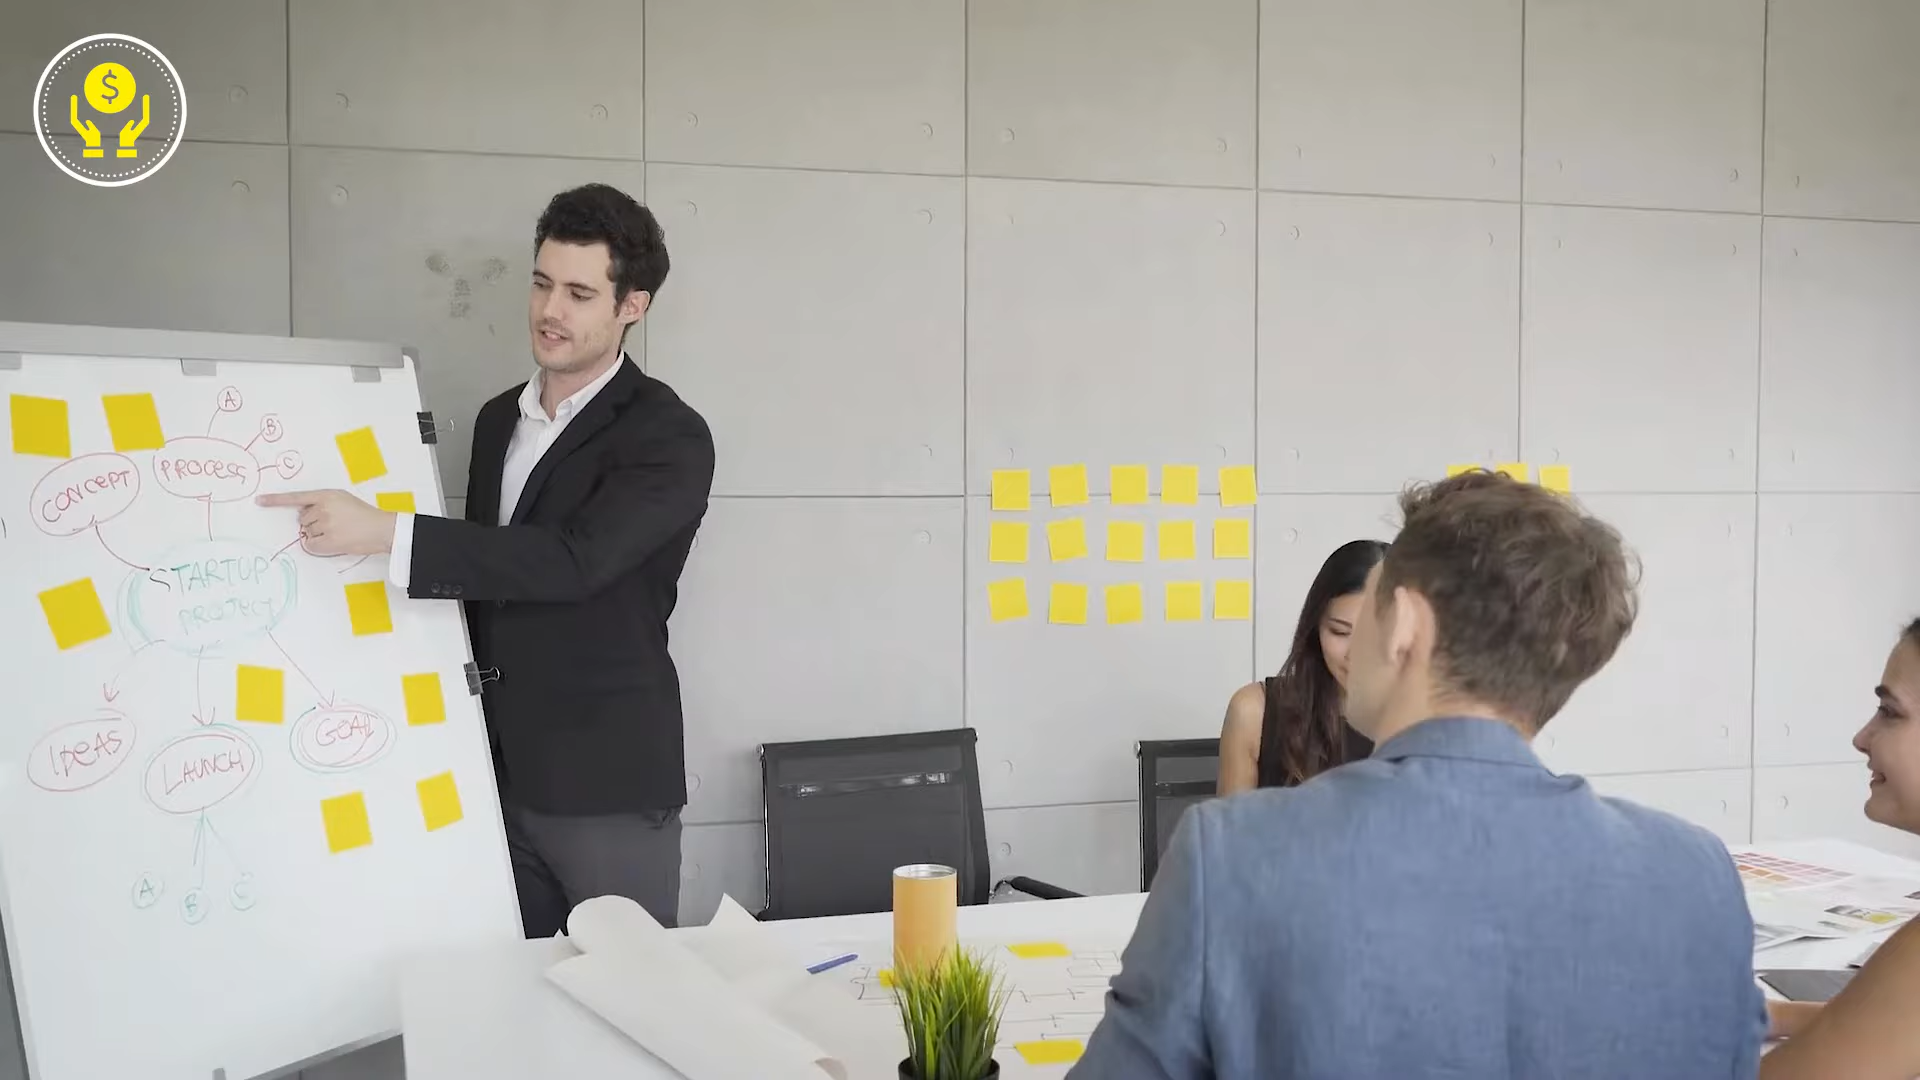 $
A
B
C
PROCESS
CONCEPT
STARTUP
PROJECT
GOAL
IDEAS
LAUNCH
A
B
C